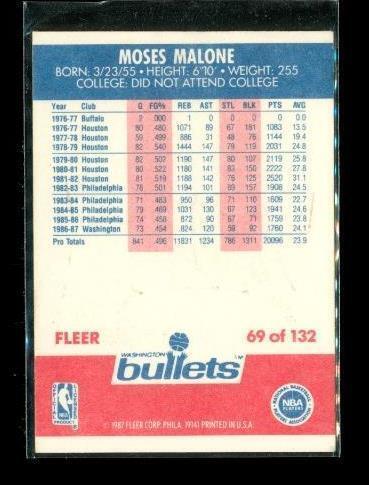 MOSES MALONE
BORN: 3/23/55 • HEIGHT: 6'10" • WEIGHT: 255
COLLEGE: DID NOT ATTEND COLLEGE
Year Club G FG% REB AST STL BLK PTS AVG
1976-77 Buffalo 2 .000 1 0 0 0 0 0.0
1976-77 Houston 80 .480 1071 89 67 181 1083 13.5
1977-78 Houston 59 .499 886 31 48 76 1144 19.4
1978-79 Houston 82 .540 1444 147 79 119 2031 24.8
1979-80 Houston 82 .502 1190 147 80 107 2119 25.8
1980-81 Houston 80 .522 1180 141 83 150 2222 27.8
1981-82 Houston 81 .519 1188 142 76 125 2520 31.1
1982-83 Philadelphia 78 .501 1194 101 89 157 1908 24.5
1983-84 Philadelphia 71 .483 950 96 71 110 1609 22.7
1984-85 Philadelphia 79 .469 1031 130 67 123 1941 24.6
1985-86 Philadelphia 74 .458 872 90 67 71 1759 23.8
1986-87 Washington 73 .454 824 120 59 92 1760 24.1
Pro Totals 841 .496 11831 1234 786 1311 20096 23.9
FLEER 69 of 132
WASHINGTON
bullets
NBA
NATIONAL BASKETBALL
NBA
PLAYERS
PLAYERS ASSOCIATION
© 1987 FLEER CORP. PHILA. 19141 PRINTED IN U.S.A.